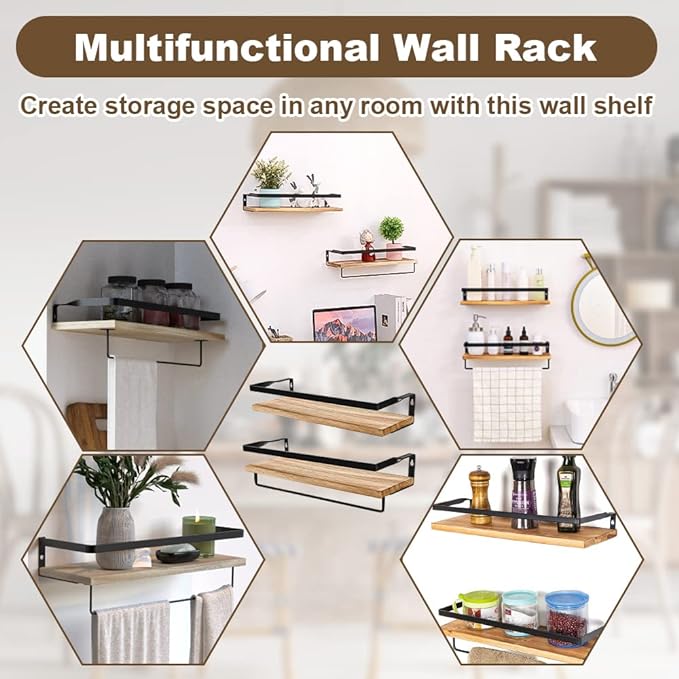 Multifunctional Wall Rack
Create storage space in any room with this wall shelf